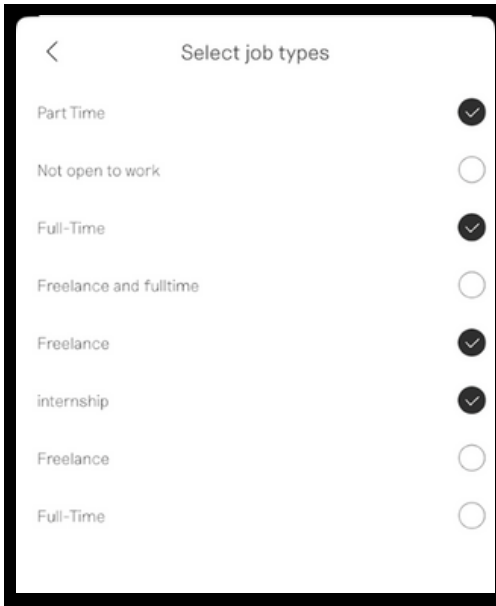 Select job types
Part Time
Not open to work
Full-Time
Freelance and fulltime
Freelance
internship
Freelance
Full-Time